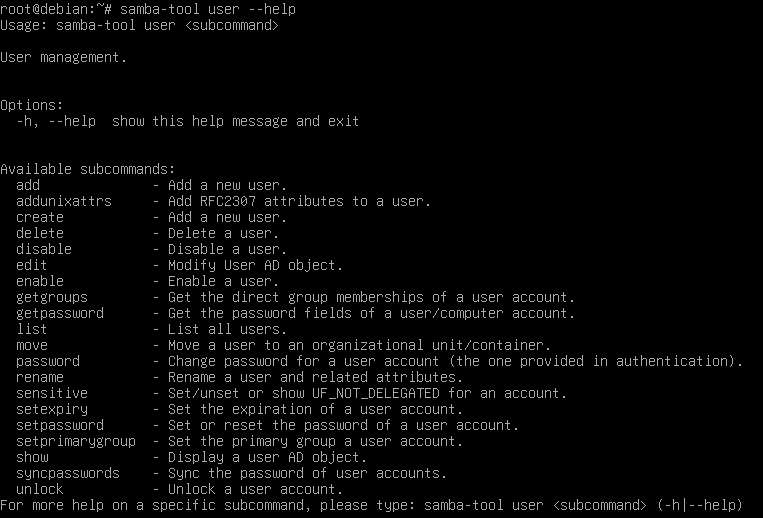 root@debian:~# samba-tool user --help
Usage: samba-tool user <subcommand>

User management.


Options:
  -h, --help  show this help message and exit


Available subcommands:
  add              - Add a new user.
  addunixattrs     - Add RFC2307 attributes to a user.
  create           - Add a new user.
  delete           - Delete a user.
  disable          - Disable a user.
  edit             - Modify User AD object.
  enable           - Enable a user.
  getgroups        - Get the direct group memberships of a user account.
  getpassword      - Get the password fields of a user/computer account.
  list             - List all users.
  move             - Move a user to an organizational unit/container.
  password         - Change password for a user account (the one provided in authentication).
  rename           - Rename a user and related attributes.
  sensitive        - Set/unset or show UF_NOT_DELEGATED for an account.
  setexpiry        - Set the expiration of a user account.
  setpassword      - Set or reset the password of a user account.
  setprimarygroup  - Set the primary group a user account.
  show             - Display a user AD object.
  syncpasswords    - Sync the password of user accounts.
  unlock           - Unlock a user account.
For more help on a specific subcommand, please type: samba-tool user <subcommand> (-h|--help)